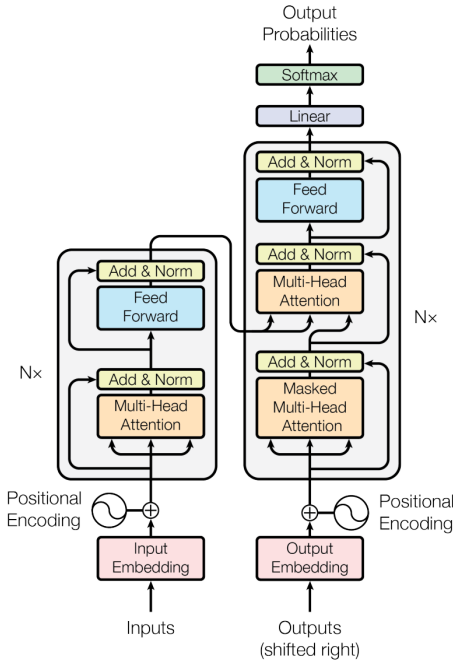 Output
Probabilities
Softmax
Linear
Add & Norm
Feed
Forward
Add & Norm
Multi-Head
Attention
Add & Norm
Masked
Multi-Head
Attention
N×
Add & Norm
Feed
Forward
Add & Norm
Multi-Head
Attention
N×
Positional
Encoding
Positional
Encoding
Input
Embedding
Output
Embedding
Inputs
Outputs
(shifted right)